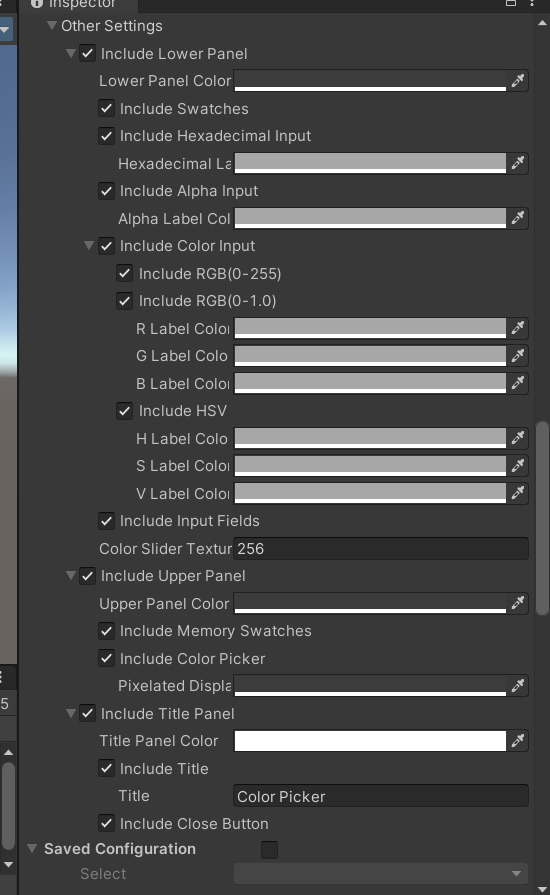 Inspector
Other Settings
Include Lower Panel
Lower Panel Color
Include Swatches
Include Hexadecimal Input
Hexadecimal La
Include Alpha Input
Alpha Label Col
Include Color Input
Include RGB(0-255)
Include RGB(0-1.0)
R Label Color
G Label Colo
B Label Color
Include HSV
H Label Colo
S Label Color
V Label Color
Include Input Fields
Color Slider Textur 256
Include Upper Panel
Upper Panel Color
Include Memory Swatches
Include Color Picker
Pixelated Displa
Include Title Panel
5
Title Panel Color
Include Title
Title Color Picker
Include Close Button
Saved Configuration
Select